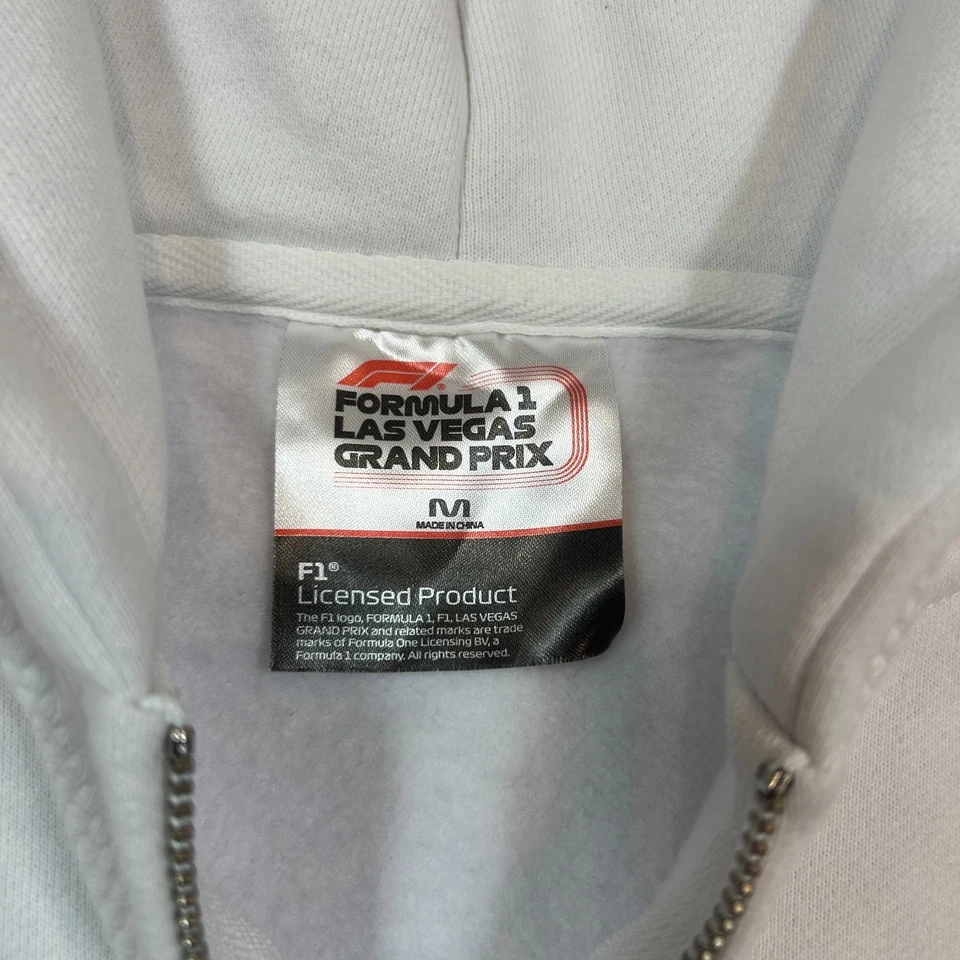 F1
FORMULA 1
LAS VEGAS
GRAND PRIX
M
MADE IN CHINA
F1®
Licensed Product
The F1 logo, FORMULA 1, F1, LAS VEGAS
GRAND PRIX and related marks are trade
marks of Formula One Licensing BV, a
Formula 1 company. All rights reserved.